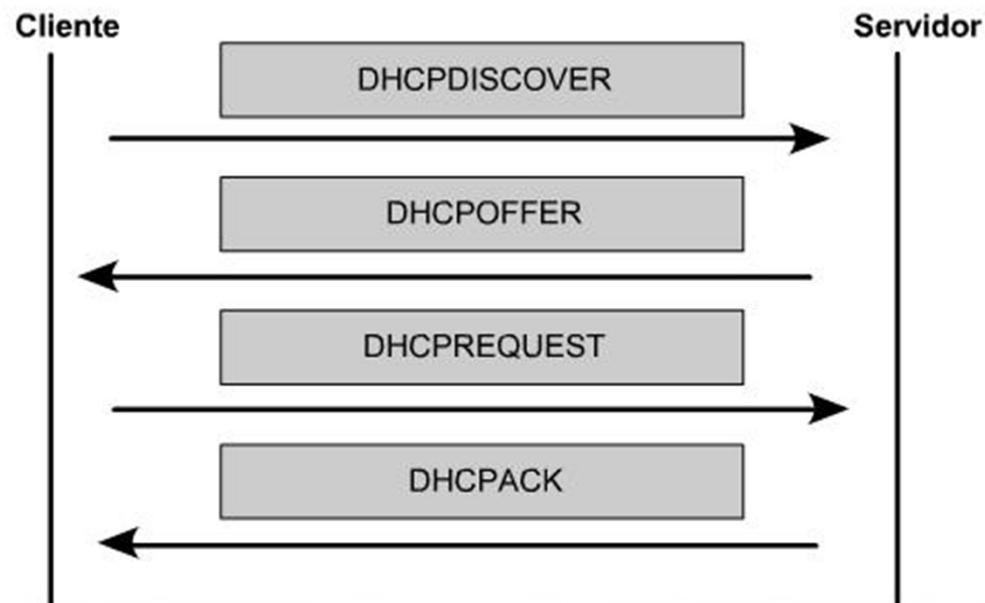 Cliente
Servidor
DHCPDISCOVER
DHCPOFFER
DHCPREQUEST
DHCPACK